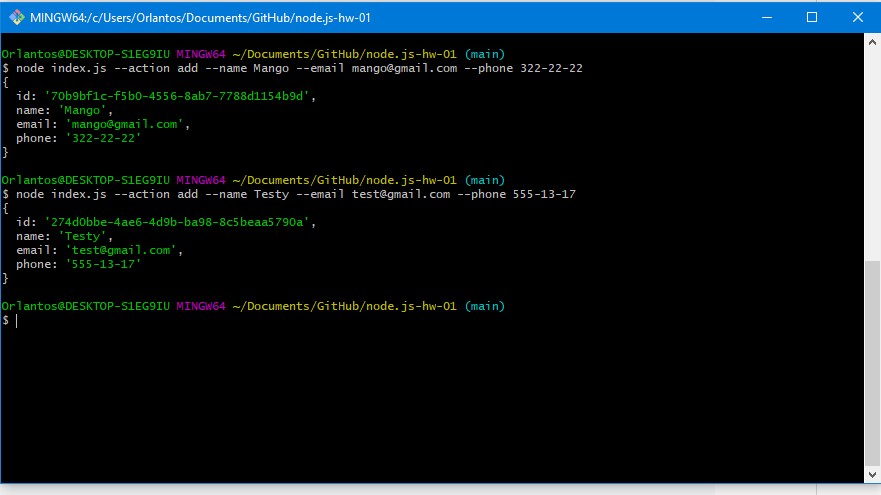 MINGW64:/c/Users/Orlantos/Documents/GitHub/node.js-hw-01
Orlantos@DESKTOP-S1EG9IU MINGW64 ~/Documents/GitHub/node.js-hw-01 (main)
$ node index.js --action add --name Mango --email mango@gmail.com --phone 322-22-22
{
  id: '70b9bf1c-f5b0-4556-8ab7-7788d1154b9d',
  name: 'Mango',
  email: 'mango@gmail.com',
  phone: '322-22-22'
}
Orlantos@DESKTOP-S1EG9IU MINGW64 ~/Documents/GitHub/node.js-hw-01 (main)
$ node index.js --action add --name Testy --email test@gmail.com --phone 555-13-17
{
  id: '274d0bbe-4ae6-4d9b-ba98-8c5beaa5790a',
  name: 'Testy',
  email: 'test@gmail.com',
  phone: '555-13-17'
}
Orlantos@DESKTOP-S1EG9IU MINGW64 ~/Documents/GitHub/node.js-hw-01 (main)
$